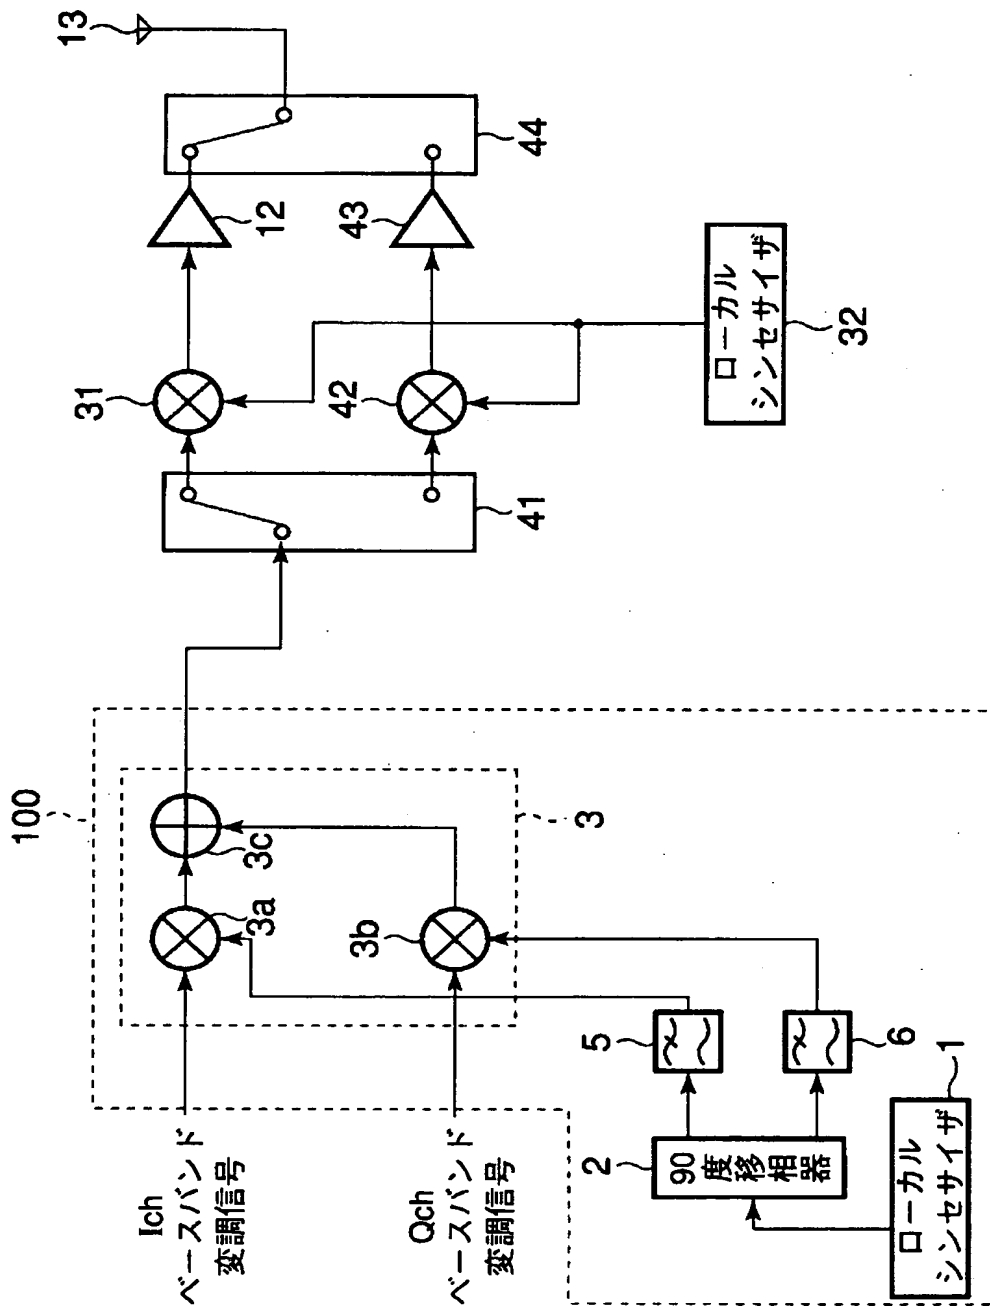 Ich
ベースバンド
変調信号
Qch
ベースバンド
変調信号
100
3a
3c
3b
3
5
6
2
90度移相器
1
ローカル
シンセサイザ
41
31
42
32
ローカル
シンセサイザ
12
43
44
13